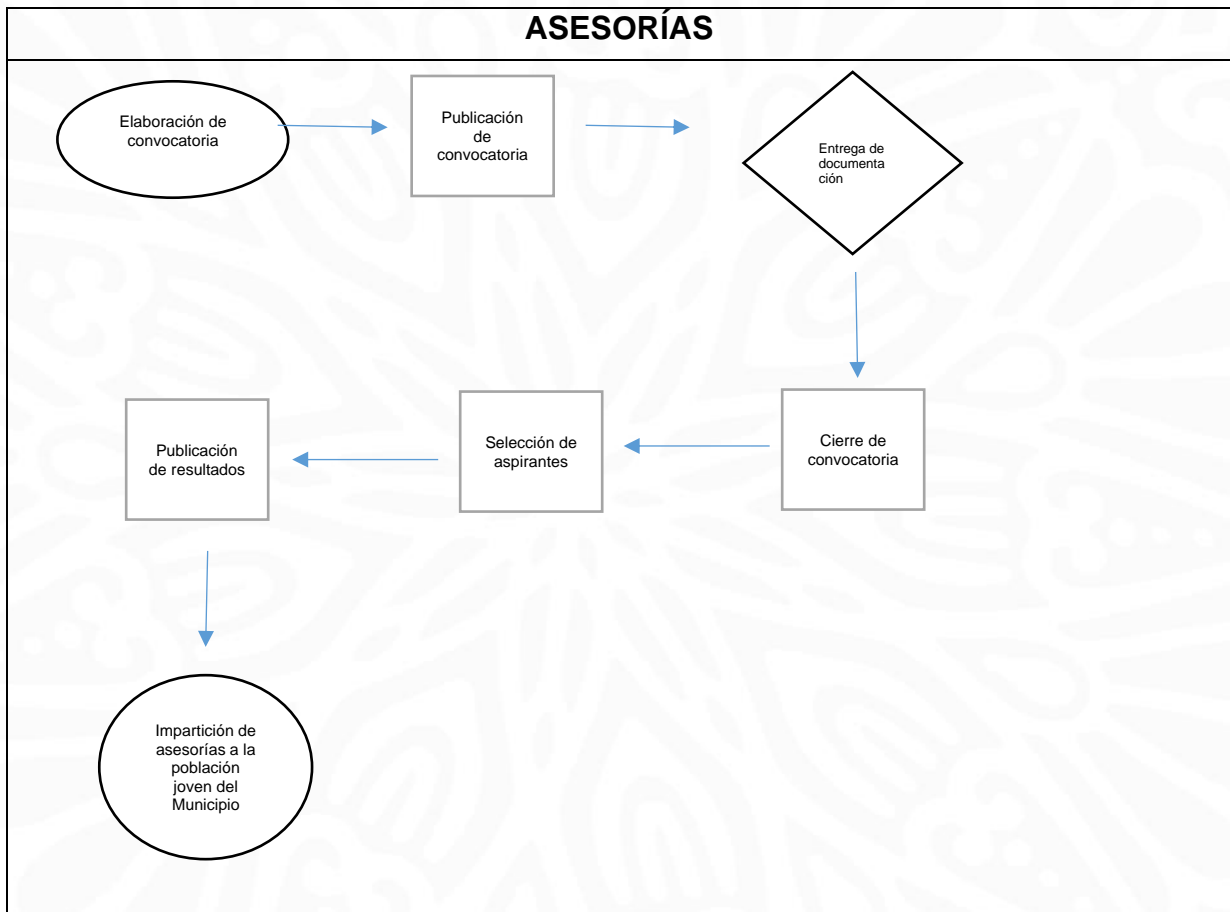 ASESORÍAS
Elaboración de
convocatoria
Publicación
de
convocatoria
Entrega de
documenta
ción
Cierre de
convocatoria
Selección de
aspirantes
Publicación
de resultados
Impartición de
asesorías a la
población
joven del
Municipio